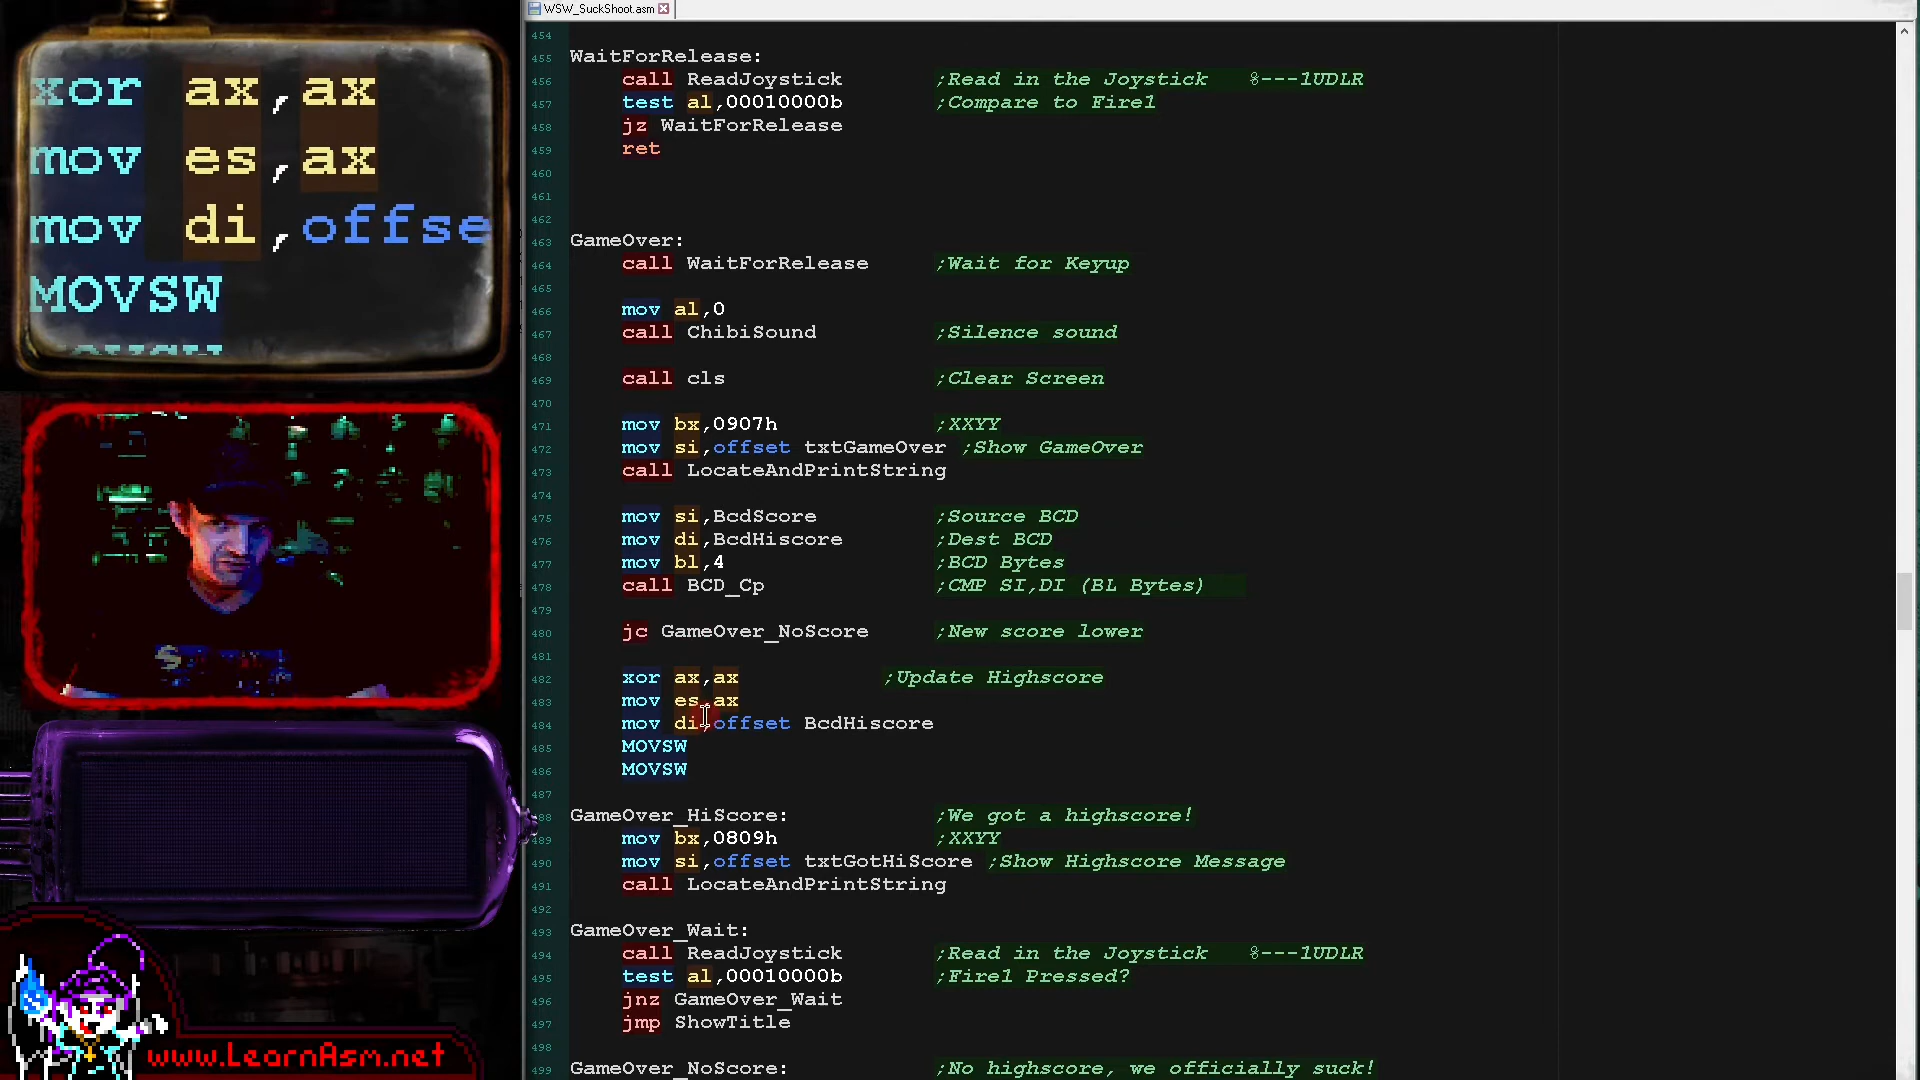 WSW_SuckShoot.asm
xor ax,ax
mov es,ax
mov di,offse
MOVSW
454
455 WaitForRelease:
456 call ReadJoystick ;Read in the Joystick %---1UDLR
457 test al,00010000b ;Compare to Fire1
458 jz WaitForRelease
459 ret
460
461
462
463 GameOver:
464 call WaitForRelease ;Wait for Keyup
465
466 mov al,0
467 call ChibiSound ;Silence sound
468
469 call cls ;Clear Screen
470
471 mov bx,0907h ;XXYY
472 mov si,offset txtGameOver ;Show GameOver
473 call LocateAndPrintString
474
475 mov si,BcdScore ;Source BCD
476 mov di,BcdHiscore ;Dest BCD
477 mov bl,4 ;BCD Bytes
478 call BCD_Cp ;CMP SI,DI (BL Bytes)
479
480 jc GameOver_NoScore ;New score lower
481
482 xor ax,ax ;Update Highscore
483 mov es,ax
484 mov di,offset BcdHiscore
485 MOVSW
486 MOVSW
487
488 GameOver_HiScore: ;We got a highscore!
489 mov bx,0809h ;XXYY
490 mov si,offset txtGotHiScore ;Show Highscore Message
491 call LocateAndPrintString
492
493 GameOver_Wait:
494 call ReadJoystick ;Read in the Joystick %---1UDLR
495 test al,00010000b ;Fire1 Pressed?
496 jnz GameOver_Wait
497 jmp ShowTitle
498
499 GameOver_NoScore: ;No highscore, we officially suck!
www.LearnAsm.net